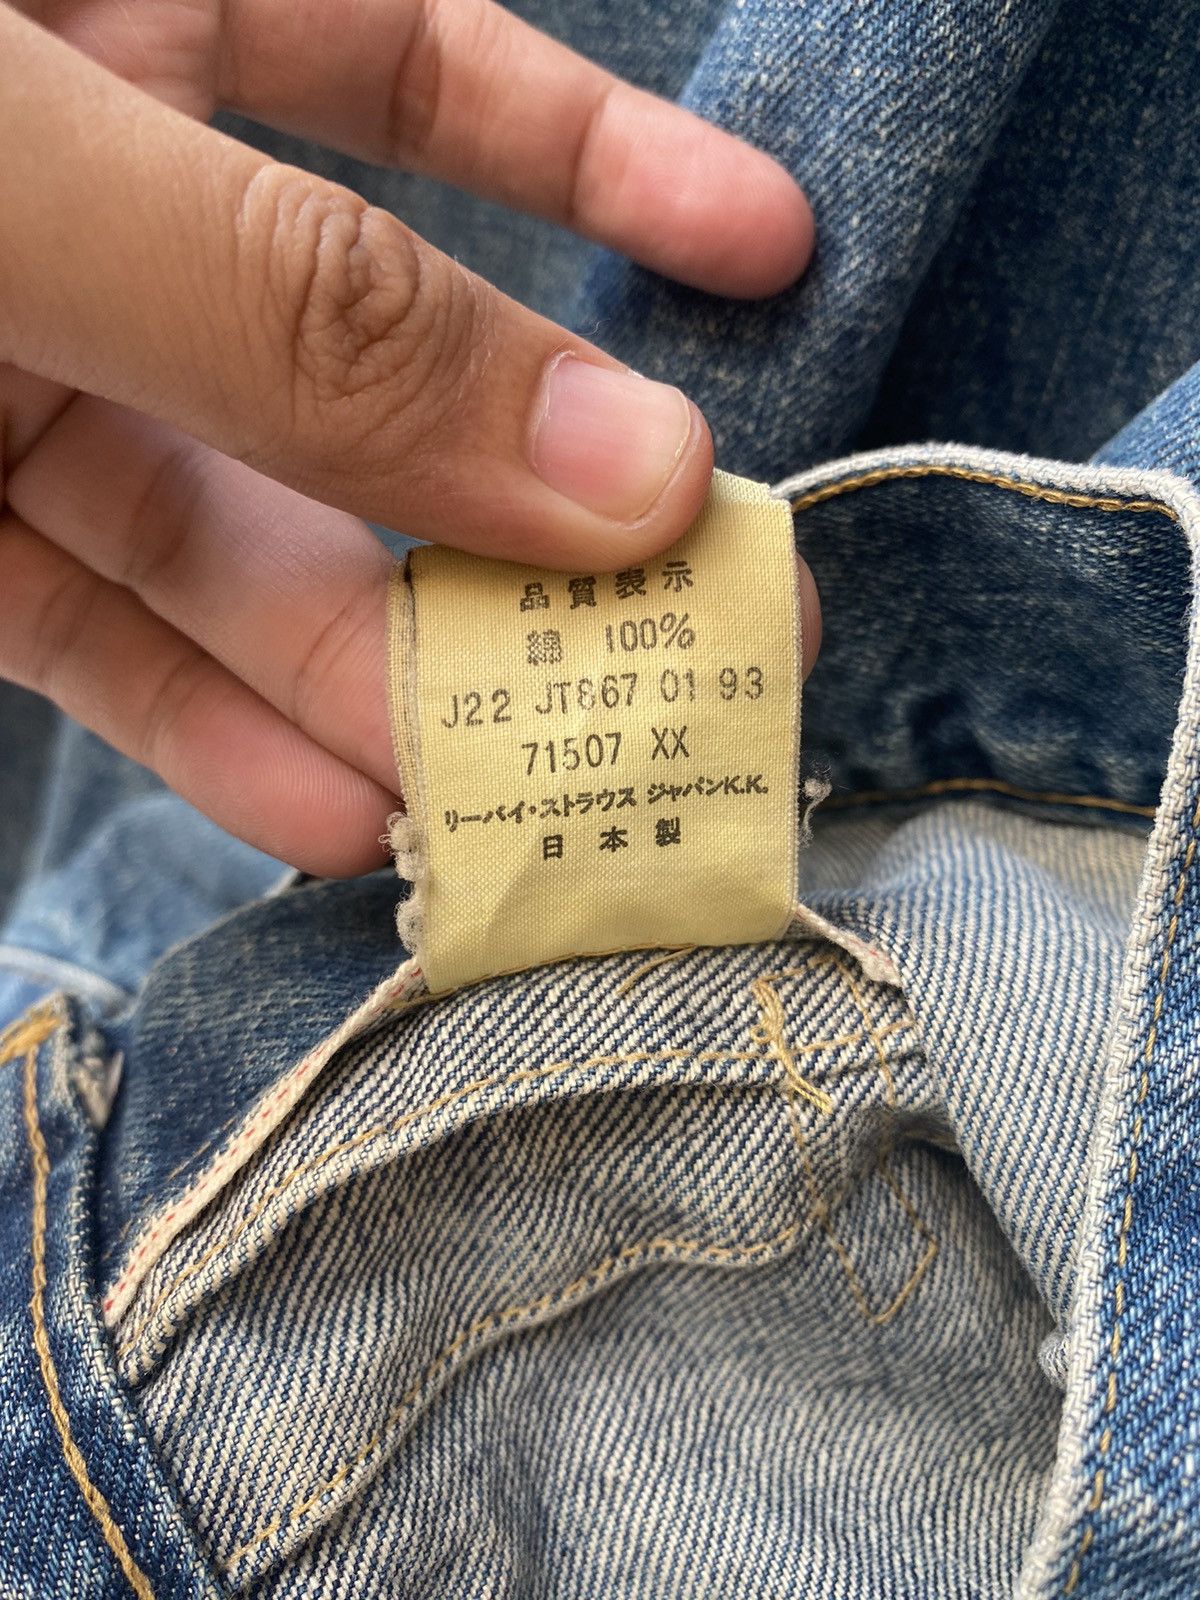 品質表示
綿 100%
J22 JT867 01 93
71507 XX
リーバイ・ストラウス ジャパンK.K.
日本製